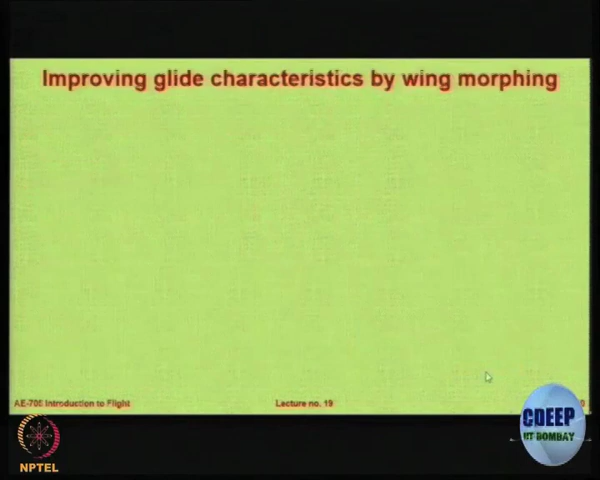 Improving glide characteristics by wing morphing
AE-705 Introduction to Flight
Lecture no. 19
CDEEP
IIT BOMBAY
NPTEL